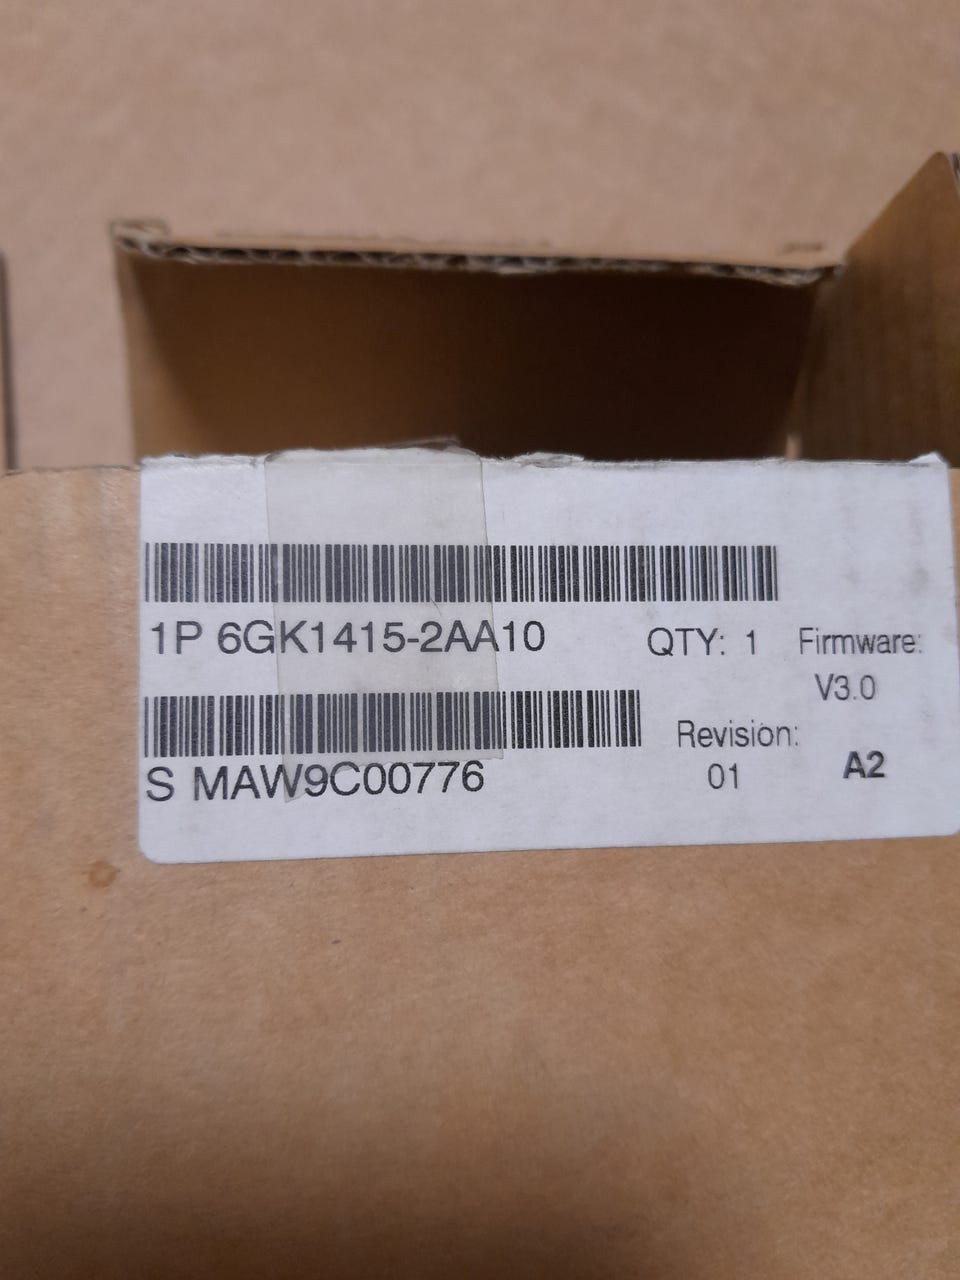 1P 6GK1415-2AA10 QTY: 1 Firmware:
V3.0
Revision:
S MAW9C00776 01 A2